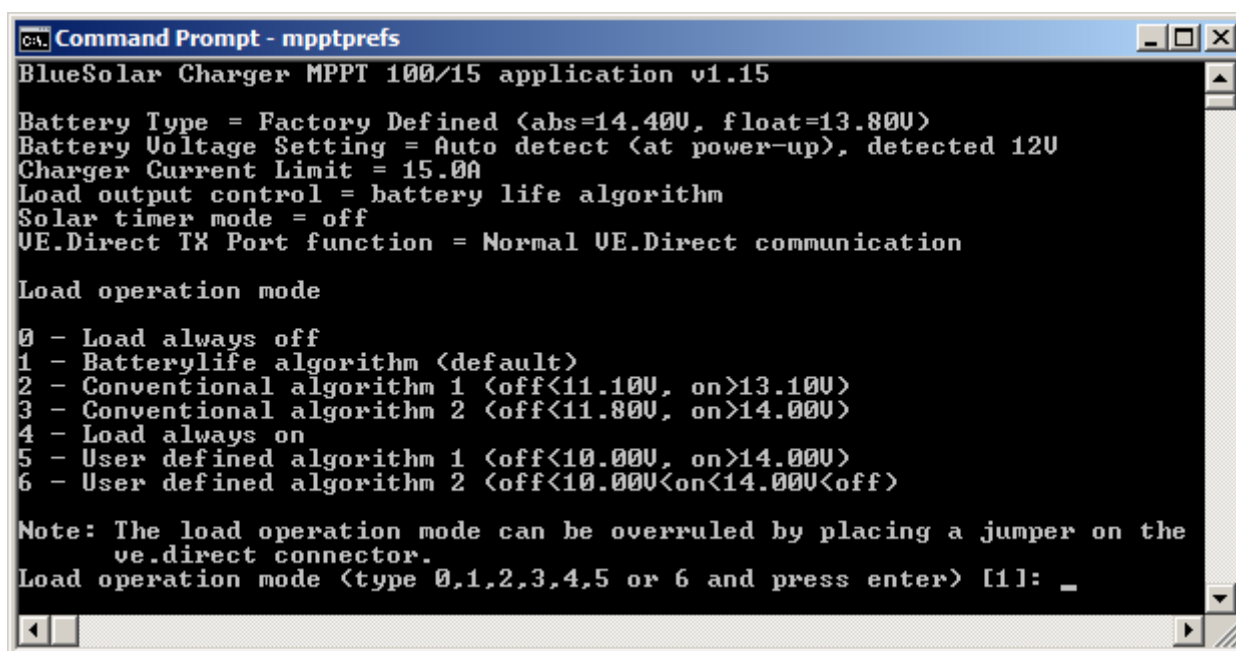 Command Prompt - mpptprefs
BlueSolar Charger MPPT 100/15 application v1.15
Battery Type = Factory Defined (abs=14.40V, float=13.80V)
Battery Voltage Setting = Auto detect (at power-up), detected 12V
Charger Current Limit = 15.0A
Load output control = battery life algorithm
Solar timer mode = off
VE.Direct TX Port function = Normal VE.Direct communication
Load operation mode
0 - Load always off
1 - Batterylife algorithm (default)
2 - Conventional algorithm 1 (off<11.10V, on>13.10V)
3 - Conventional algorithm 2 (off<11.80V, on>14.00V)
4 - Load always on
5 - User defined algorithm 1 (off<10.00V, on>14.00V)
6 - User defined algorithm 2 (off<10.00V<on<14.00V<off)
Note: The load operation mode can be overruled by placing a jumper on the
ve.direct connector.
Load operation mode (type 0,1,2,3,4,5 or 6 and press enter) [1]: _